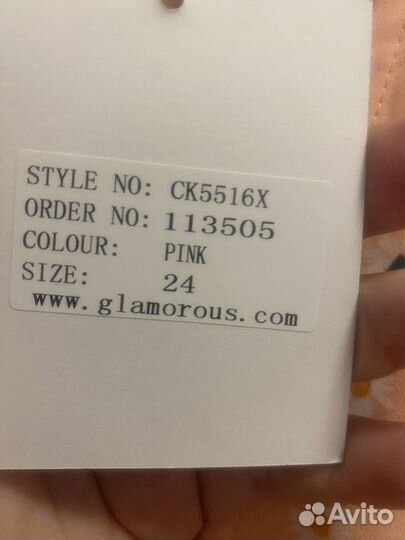 STYLE NO: CK5516X
ORDER NO: 113505
COLOUR: PINK
SIZE: 24
www.glamorous.com
Avito